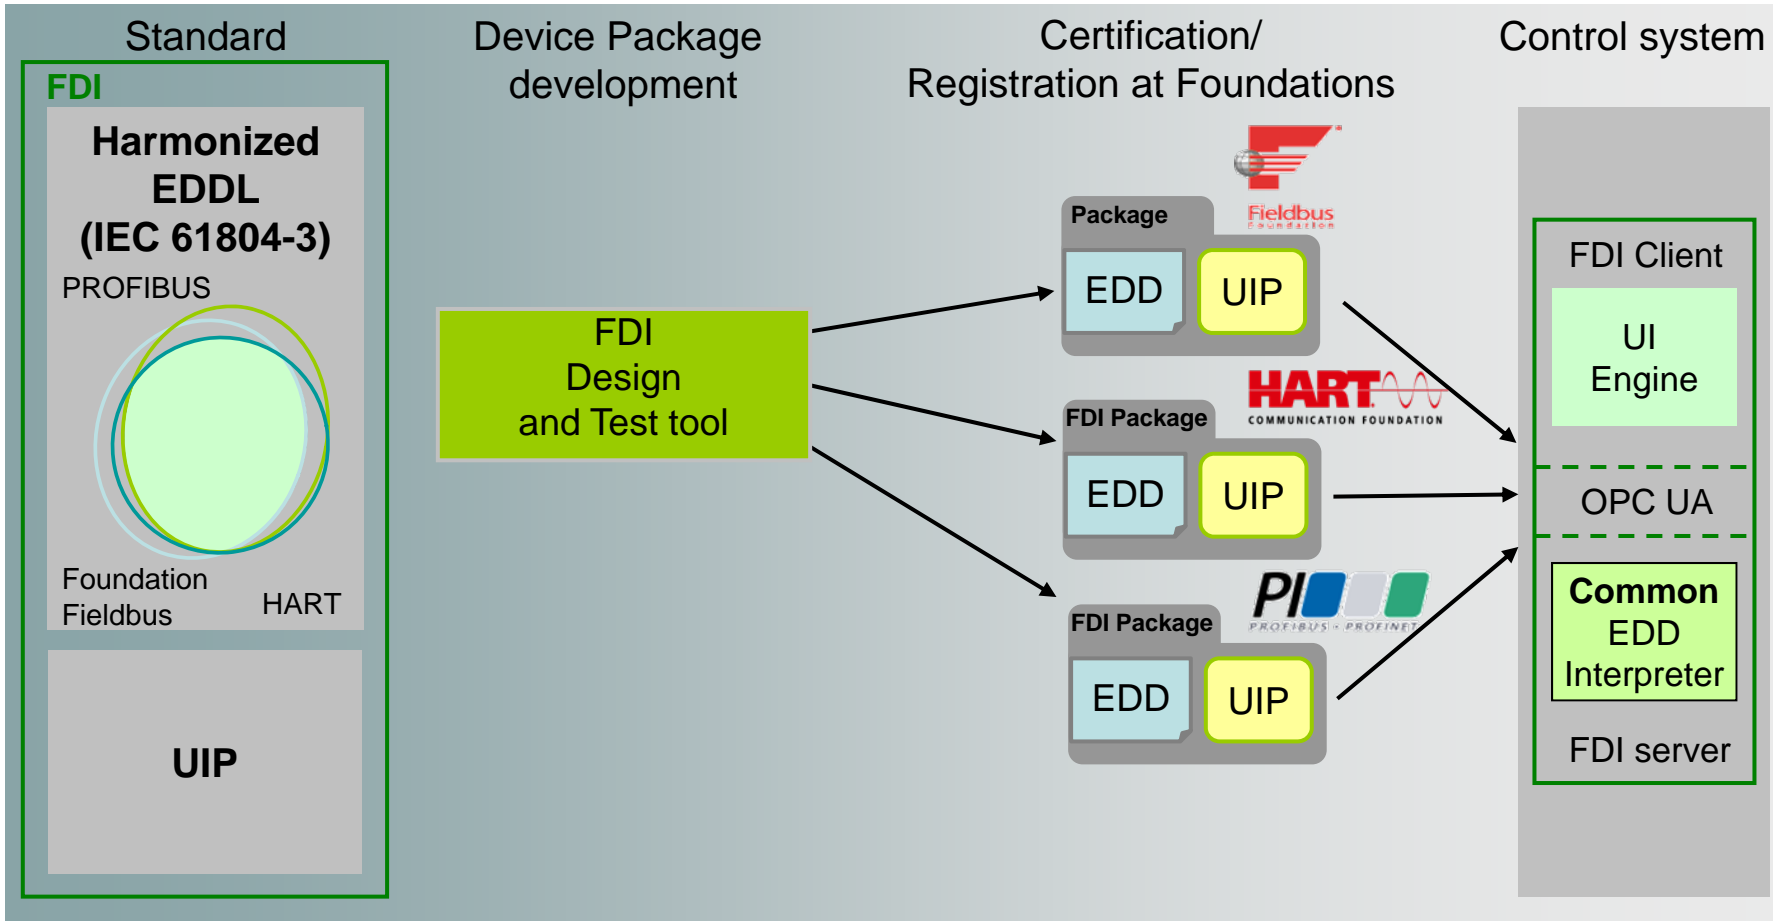 Standard
FDI
Harmonized
EDDL
(IEC 61804-3)
PROFIBUS
Foundation
Fieldbus
HART
UIP
Device Package
development
FDI
Design
and Test tool
Certification/
Registration at Foundations
Fieldbus
Foundation
Package
EDD
UIP
HART
COMMUNICATION FOUNDATION
FDI Package
EDD
UIP
PI
PROFIBUS • PROFINET
FDI Package
EDD
UIP
Control system
FDI Client
UI
Engine
OPC UA
Common
EDD
Interpreter
FDI server